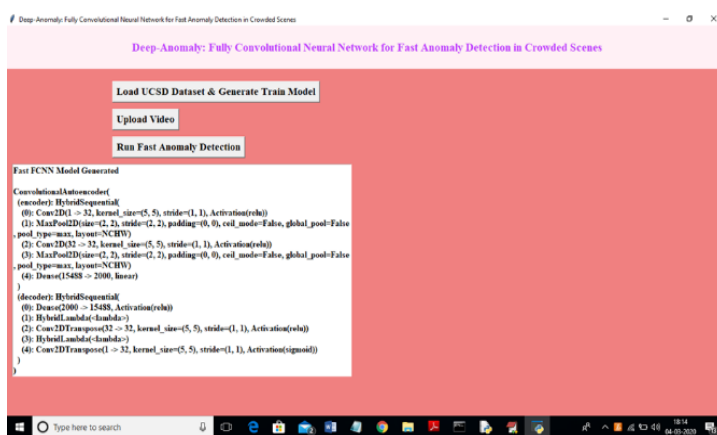 Deep-Anomaly: Fully Convolutional Neural Network for Fast Anomaly Detection in Crowded Scenes
Deep-Anomaly: Fully Convolutional Neural Network for Fast Anomaly Detection in Crowded Scenes
Load UCSD Dataset & Generate Train Model
Upload Video
Run Fast Anomaly Detection
Fast FCNN Model Generated
ConvolutionalAutoencoder(
(encoder): HybridSequential(
(0): Conv2D(1 -> 32, kernel_size=(5, 5), stride=(1, 1), Activation(relu))
(1): MaxPool2D(size=(2, 2), stride=(2, 2), padding=(0, 0), ceil_mode=False, global_pool=False
, pool_type=max, layout=NCHW)
(2): Conv2D(32 -> 32, kernel_size=(5, 5), stride=(1, 1), Activation(relu))
(3): MaxPool2D(size=(2, 2), stride=(2, 2), padding=(0, 0), ceil_mode=False, global_pool=False
, pool_type=max, layout=NCHW)
(4): Dense(15488 -> 2000, linear)
)
(decoder): HybridSequential(
(0): Dense(2000 -> 15488, Activation(relu))
(1): HybridLambda(<lambda>)
(2): Conv2DTranspose(32 -> 32, kernel_size=(5, 5), stride=(1, 1), Activation(relu))
(3): HybridLambda(<lambda>)
(4): Conv2DTranspose(1 -> 32, kernel_size=(5, 5), stride=(1, 1), Activation(sigmoid))
)
)
Type here to search
18:14
04-03-2020